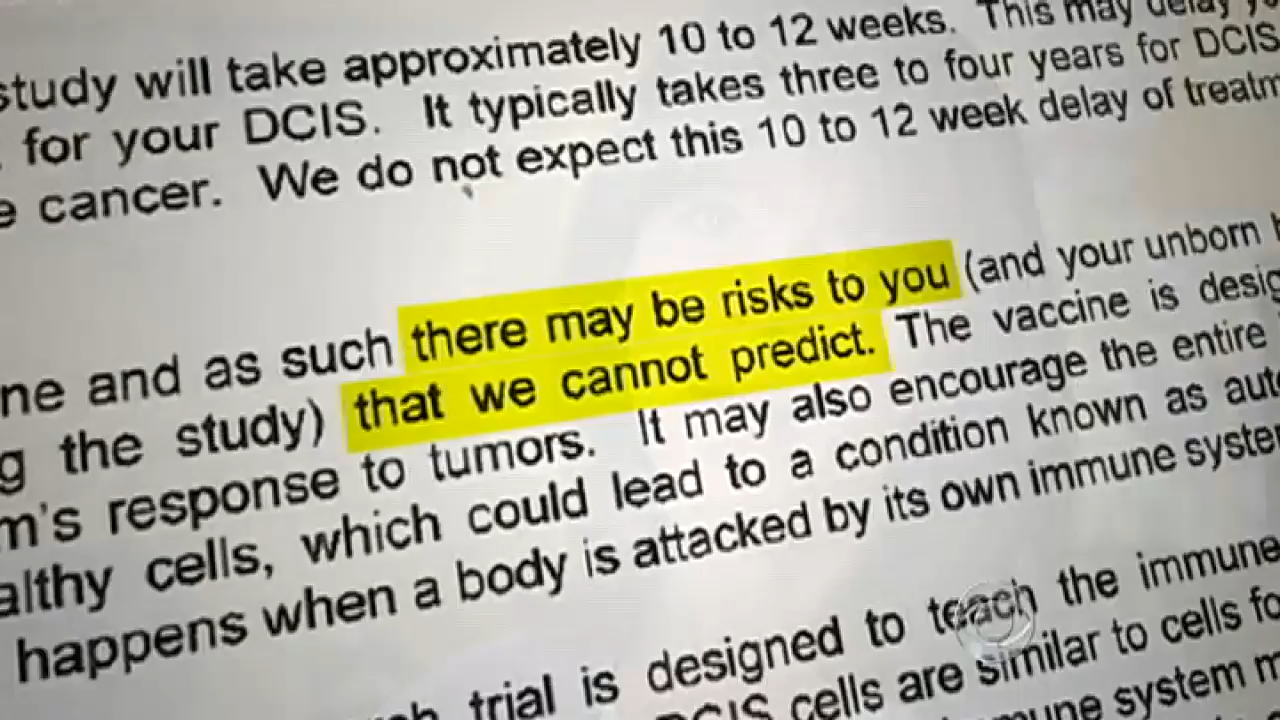 study will take approximately 10 to 12 weeks. This may delay
for your DCIS. It typically takes three to four years for DCIS
cancer. We do not expect this 10 to 12 week delay of
there may be risks to you (and your unborn
and as such
the study) that we cannot predict. The vaccine is
response to tumors. It may also encourage the entire
cells, which could lead to a condition known as
happens when a body is attacked by its own immune
trial is designed to teach the immune
DCIS cells are similar to cells
immune system